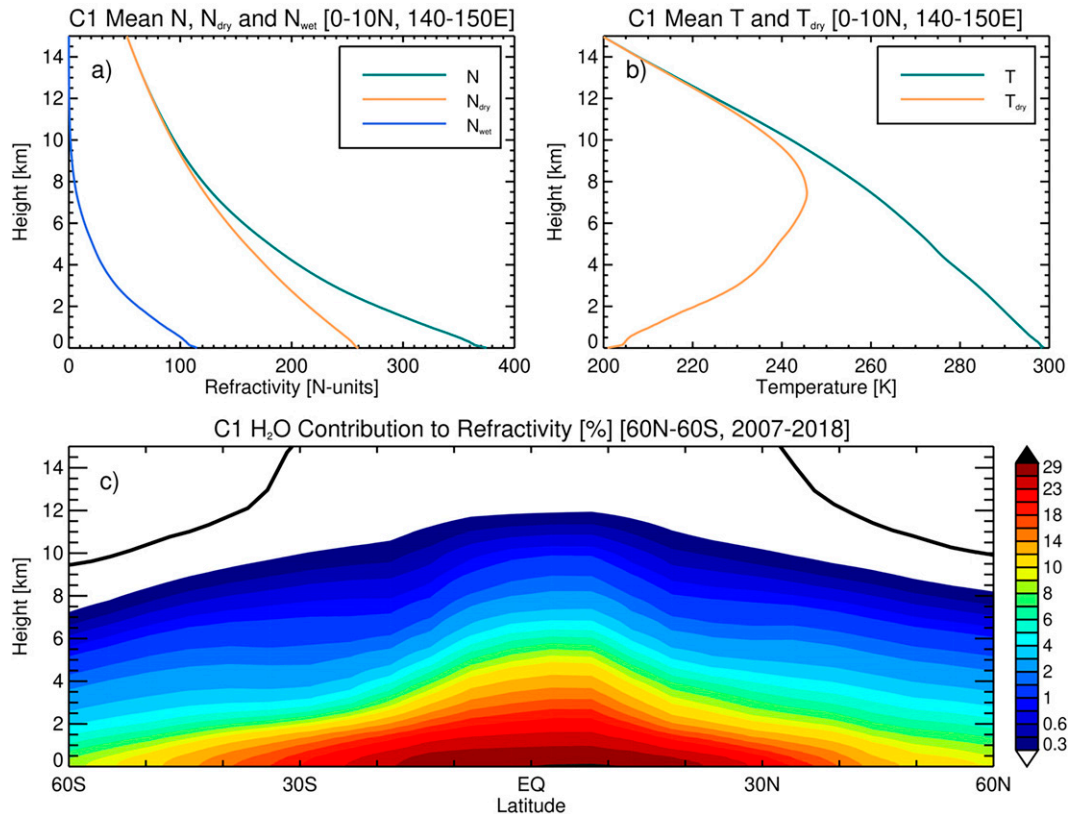 C1 Mean N, N_dry and N_wet [0-10N, 140-150E]
a)
N
N_dry
N_wet
14
12
10
8
6
4
2
0
Height [km]
0 100 200 300 400
Refractivity [N-units]
C1 Mean T and T_dry [0-10N, 140-150E]
b)
T
T_dry
14
12
10
8
6
4
2
0
Height [km]
200 220 240 260 280 300
Temperature [K]
C1 H₂O Contribution to Refractivity [%] [60N-60S, 2007-2018]
c)
14
12
10
8
6
4
2
0
Height [km]
60S 30S EQ 30N 60N
Latitude
29
23
18
14
10
8
6
4
2
1
0.6
0.3